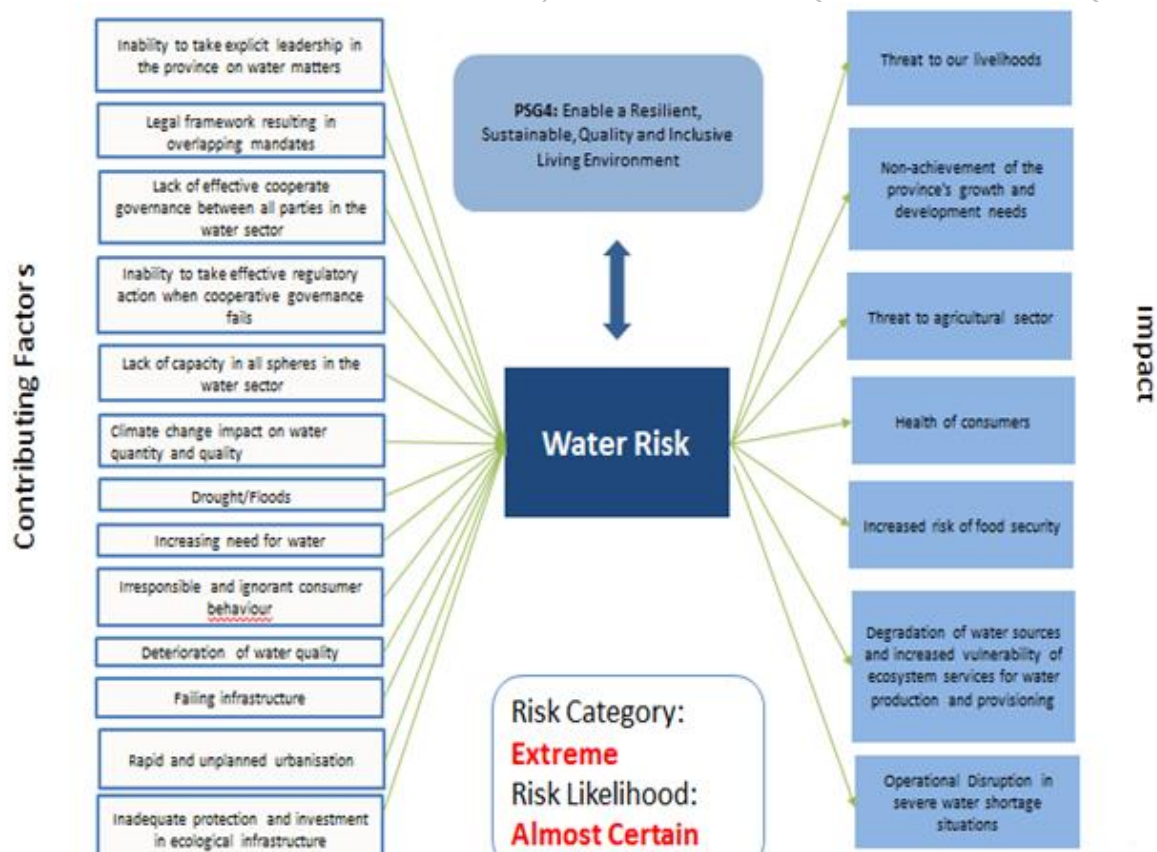 Contributing Factors
Inability to take explicit leadership in
the province on water matters
Legal framework resulting in
overlapping mandates
Lack of effective cooperate
governance between all parties in the
water sector
Inability to take effective regulatory
action when cooperative governance
fails
Lack of capacity in all spheres in the
water sector
Climate change impact on water
quantity and quality
Drought/Floods
Increasing need for water
Irresponsible and ignorant consumer
behaviour
Deterioration of water quality
Failing infrastructure
Rapid and unplanned urbanisation
Inadequate protection and investment
in ecological infrastructure
PSG4: Enable a Resilient,
Sustainable, Quality and Inclusive
Living Environment
Water Risk
Risk Category:
Extreme
Risk Likelihood:
Almost Certain
Threat to our livelihoods
Non-achievement of the
province's growth and
development needs
Threat to agricultural sector
Health of consumers
Increased risk of food security
Degradation of water sources
and increased vulnerability of
ecosystem services for water
production and provisioning
Operational Disruption in
severe water shortage
situations
Impact